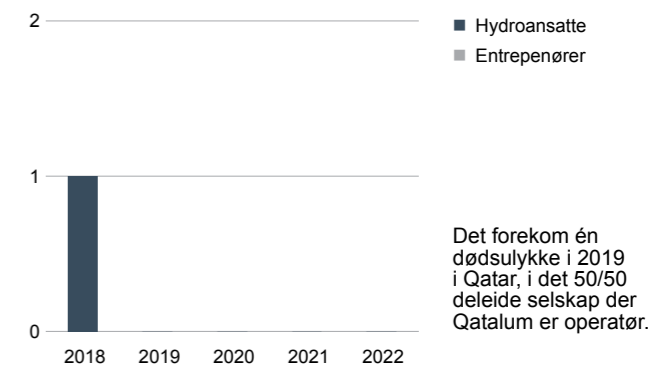 2
1
0
2018 2019 2020 2021 2022
Hydroansatte
Entrepenører
Det forekom én
dødsulykke i 2019
i Qatar, i det 50/50
deleide selskap der
Qatalum er operatør.